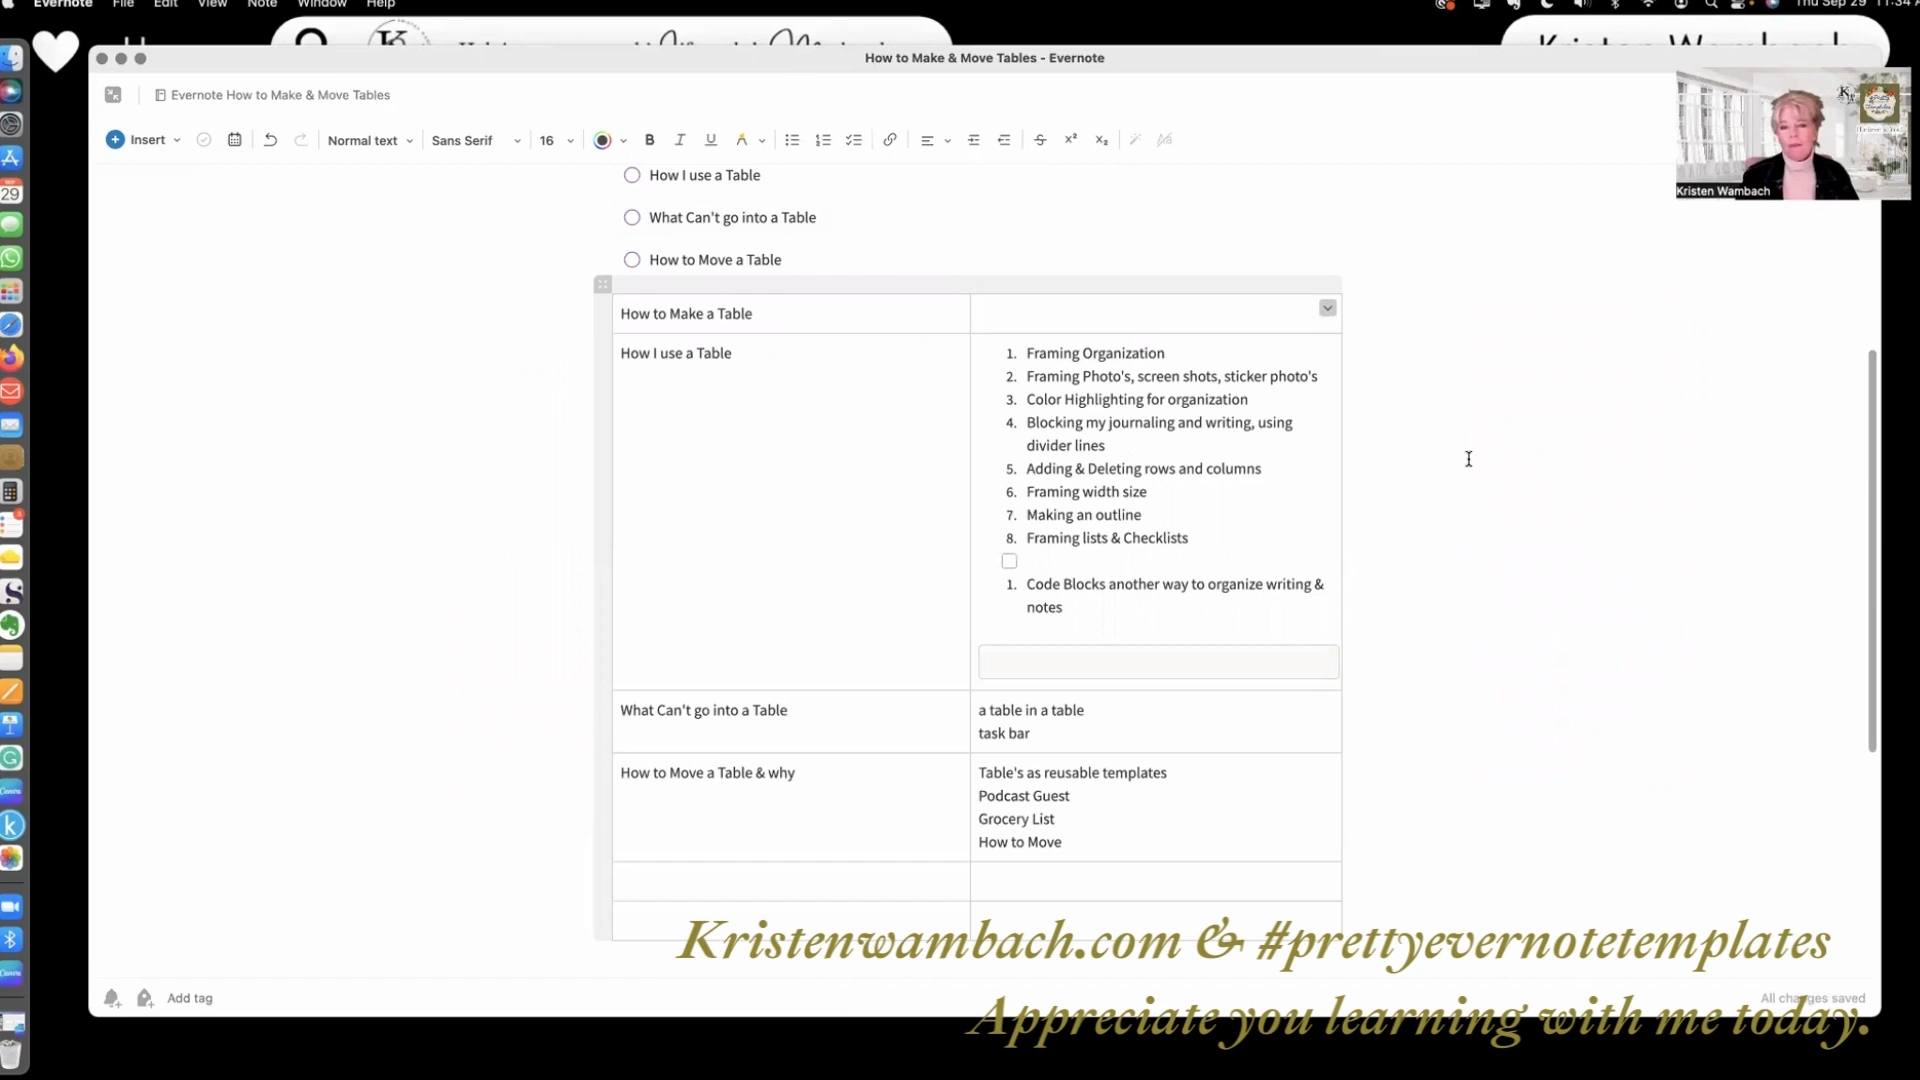 Evernote File Edit View Note Window Help
Thu Sep 29 11:34
Kristen Wambach
How to Make & Move Tables - Evernote
Evernote How to Make & Move Tables
Insert Normal text Sans Serif 16 B I U
Kristen Wambach
How I use a Table
What Can't go into a Table
How to Move a Table
How to Make a Table
How I use a Table
1. Framing Organization
2. Framing Photo's, screen shots, sticker photo's
3. Color Highlighting for organization
4. Blocking my journaling and writing, using
divider lines
5. Adding & Deleting rows and columns
6. Framing width size
7. Making an outline
8. Framing lists & Checklists
1. Code Blocks another way to organize writing &
notes
What Can't go into a Table
a table in a table
task bar
How to Move a Table & why
Table's as reusable templates
Podcast Guest
Grocery List
How to Move
Kristenwambach.com & #prettyevernotetemplates
Add tag
All changes saved
Appreciate you learning with me today.